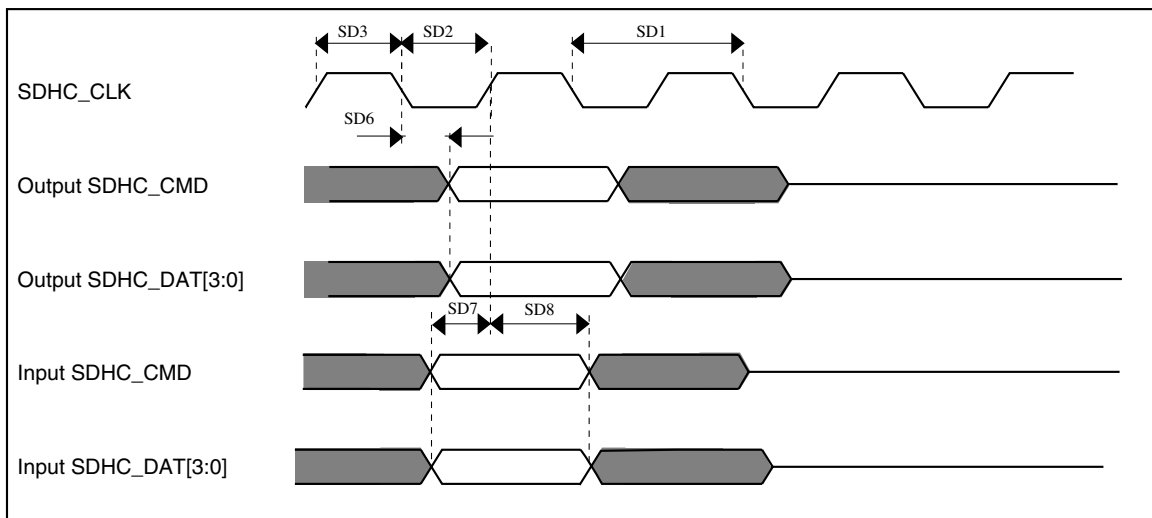 SD3 SD2 SD1
SDHC_CLK
SD6
Output SDHC_CMD
Output SDHC_DAT[3:0]
SD7 SD8
Input SDHC_CMD
Input SDHC_DAT[3:0]